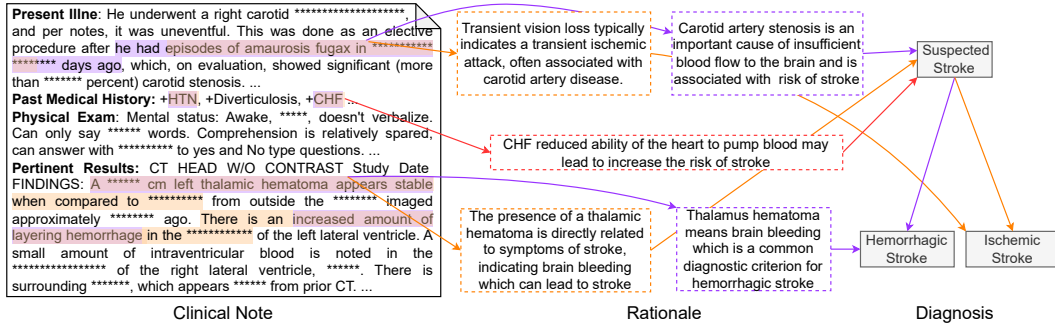 Present Illne: He underwent a right carotid ********************, and per notes, it was uneventful. This was done as an elective procedure after he had episodes of amaurosis fugax in ************ ******* days ago, which, on evaluation, showed significant (more than ******* percent) carotid stenosis. ...
Past Medical History: +HTN, +Diverticulosis, +CHF ...
Physical Exam: Mental status: Awake, *****, doesn't verbalize. Can only say ****** words. Comprehension is relatively spared, can answer with ********** to yes and No type questions. ...
Pertinent Results: CT HEAD W/O CONTRAST Study Date FINDINGS: A ****** cm left thalamic hematoma appears stable when compared to ********** from outside the ******** imaged approximately ******** ago. There is an increased amount of layering hemorrhage in the ************ of the left lateral ventricle. A small amount of intraventricular blood is noted in the ***************** of the right lateral ventricle, ******. There is surrounding *******, which appears ****** from prior CT. ...
Clinical Note
Transient vision loss typically
indicates a transient ischemic
attack, often associated with
carotid artery disease.
Carotid artery stenosis is an
important cause of insufficient
blood flow to the brain and is
associated with risk of stroke
CHF reduced ability of the heart to pump blood may
lead to increase the risk of stroke
The presence of a thalamic
hematoma is directly related
to symptoms of stroke,
indicating brain bleeding
which can lead to stroke
Thalamus hematoma
means brain bleeding
which is a common
diagnostic criterion for
hemorrhagic stroke
Rationale
Suspected
Stroke
Hemorrhagic
Stroke
Ischemic
Stroke
Diagnosis